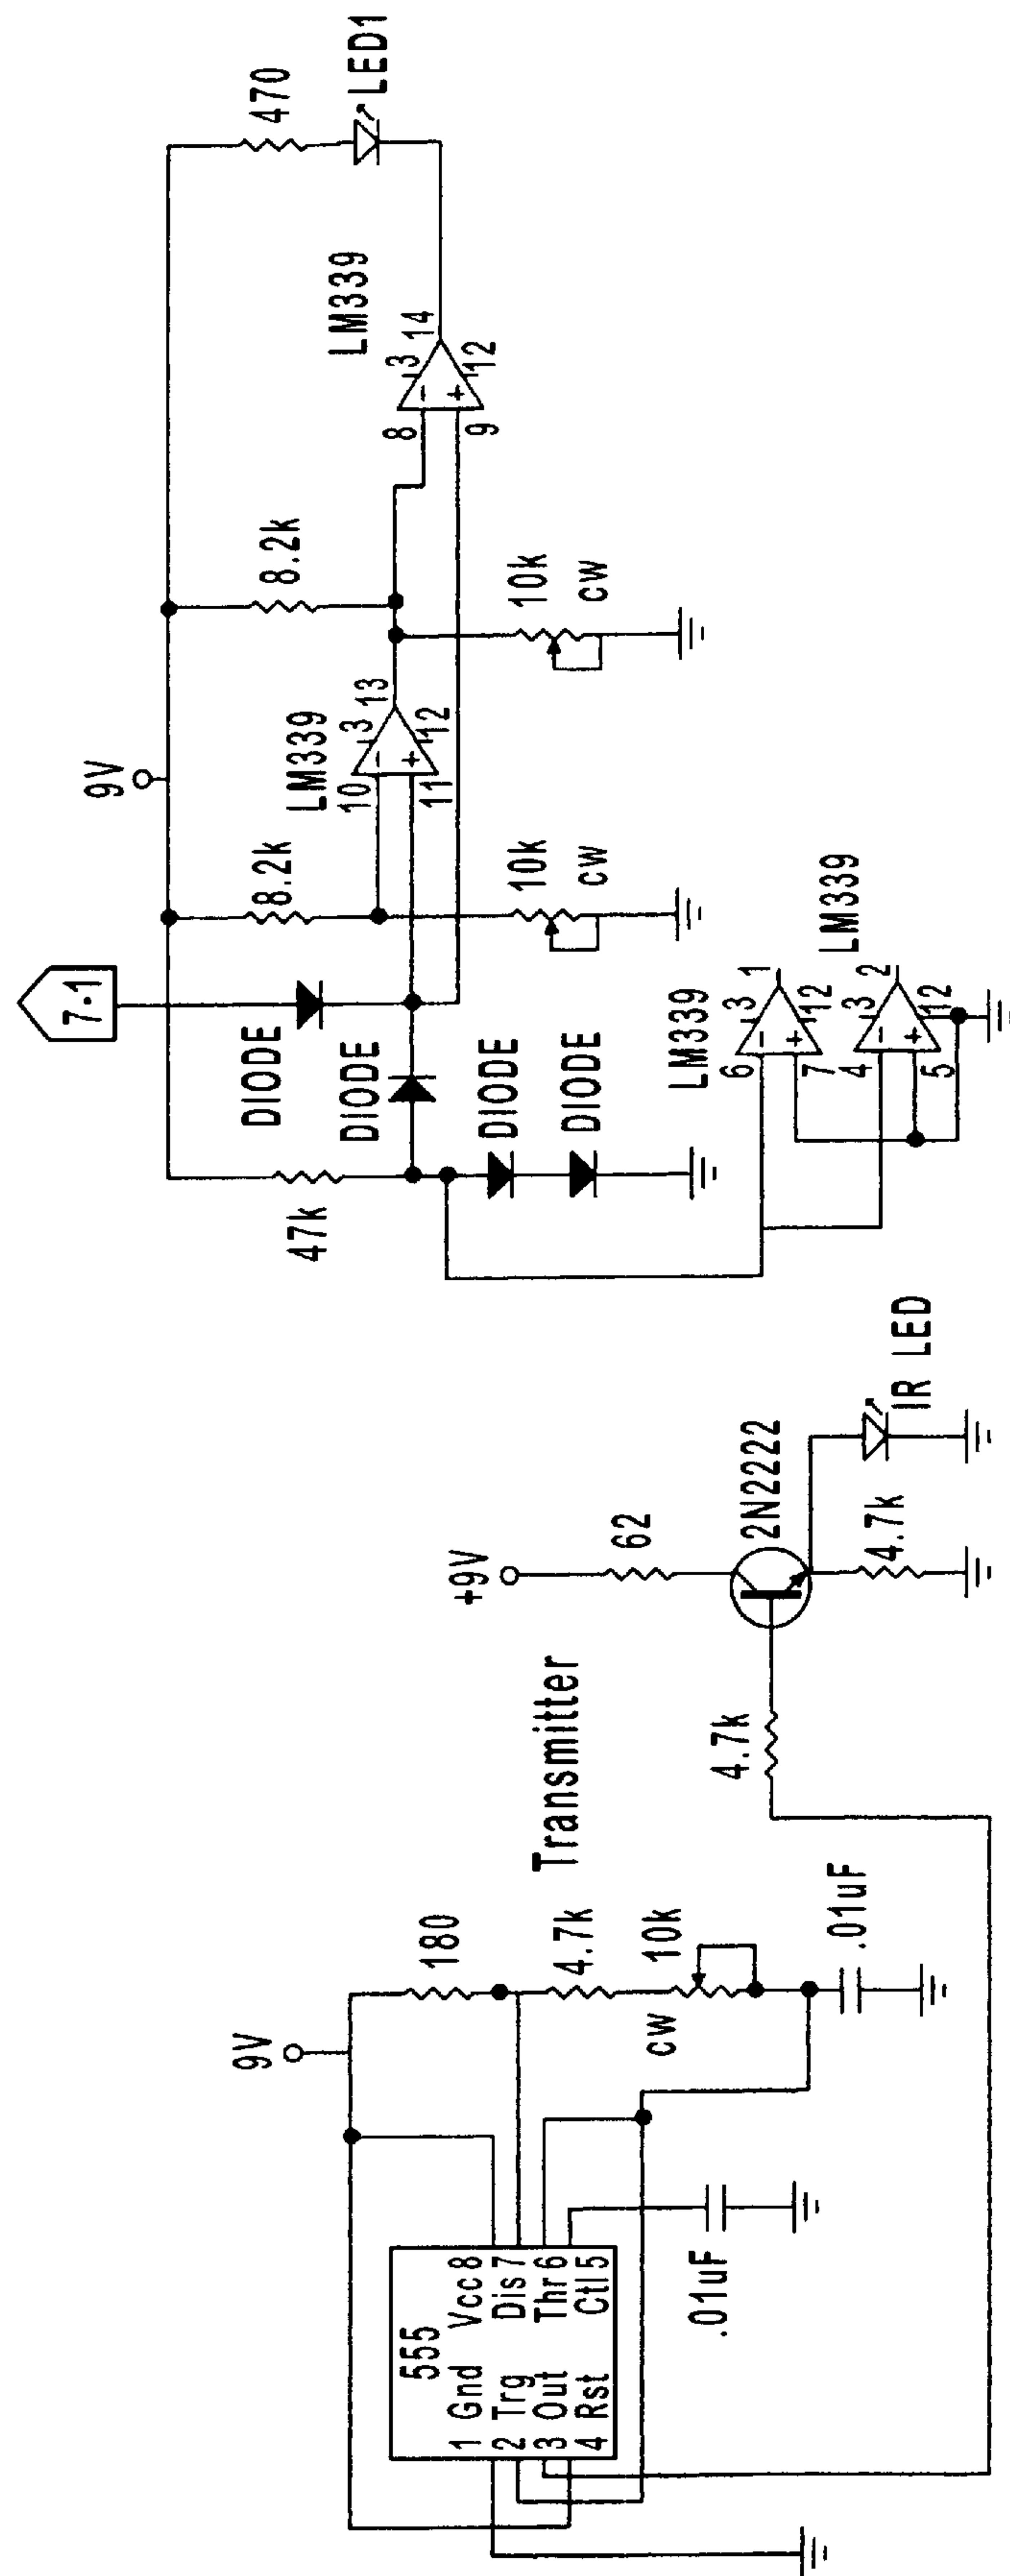 470
LED1
LM339
3
14
12
-
+
8
9
8.2k
10k
cw
9V
LM339
3
13
12
-
+
10
11
8.2k
10k
cw
7.1
DIODE
DIODE
DIODE
DIODE
47k
LM339
1
3
12
-
+
6
7
LM339
2
3
12
-
+
4
5
Transmitter
+9V
62
2N2222
IR LED
4.7k
4.7k
9V
180
4.7k
10k
cw
.01uF
.01uF
555
1 Gnd Vcc 8
2 Trg Dis 7
3 Out Thr 6
4 Rst Ctl 5